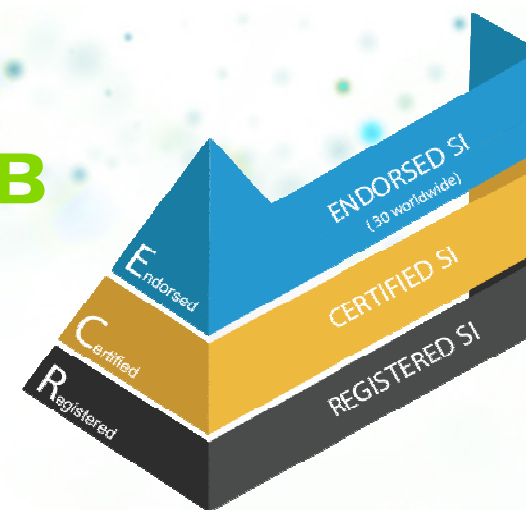 B
ENDORSED SI
(30 worldwide)
Endorsed
CERTIFIED SI
Certified
REGISTERED SI
Registered